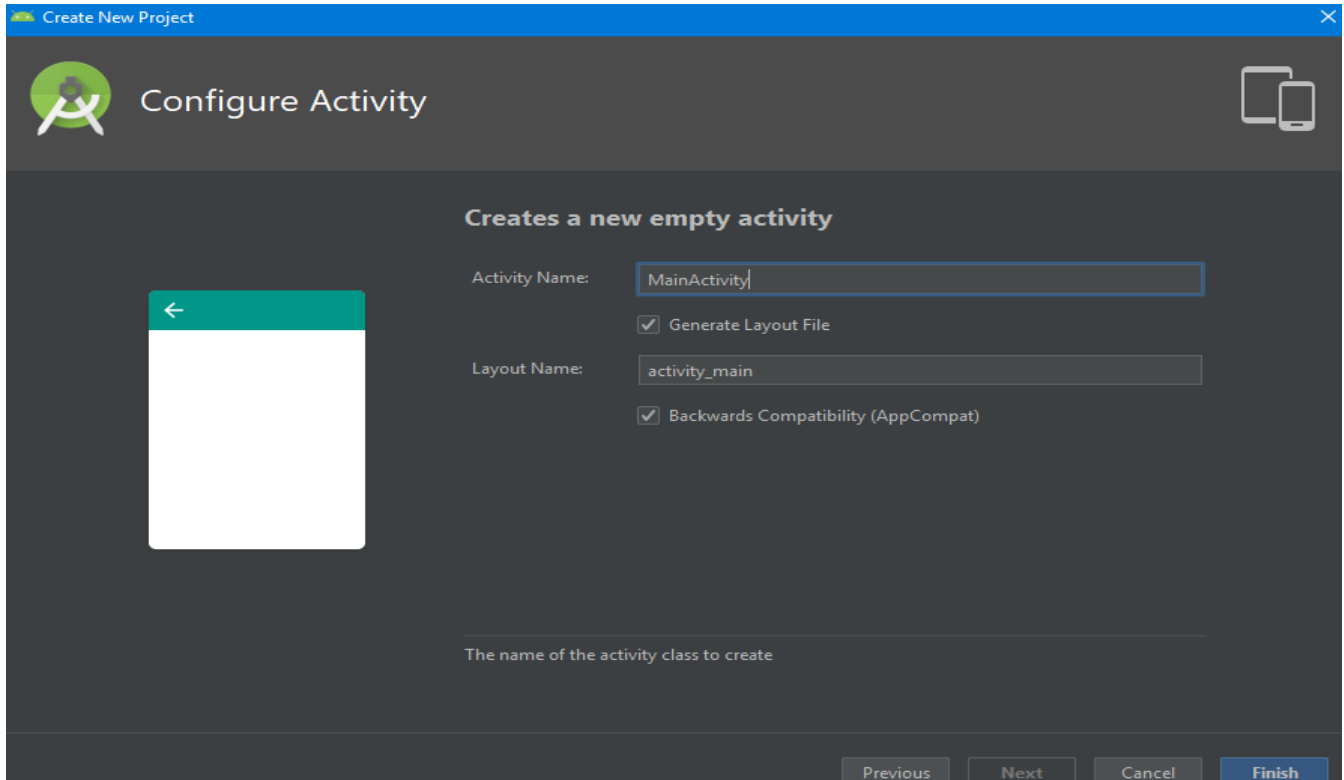 Create New Project
Configure Activity
Creates a new empty activity
Activity Name:
MainActivity
Generate Layout File
Layout Name:
activity_main
Backwards Compatibility (AppCompat)
The name of the activity class to create
Previous Next Cancel Finish